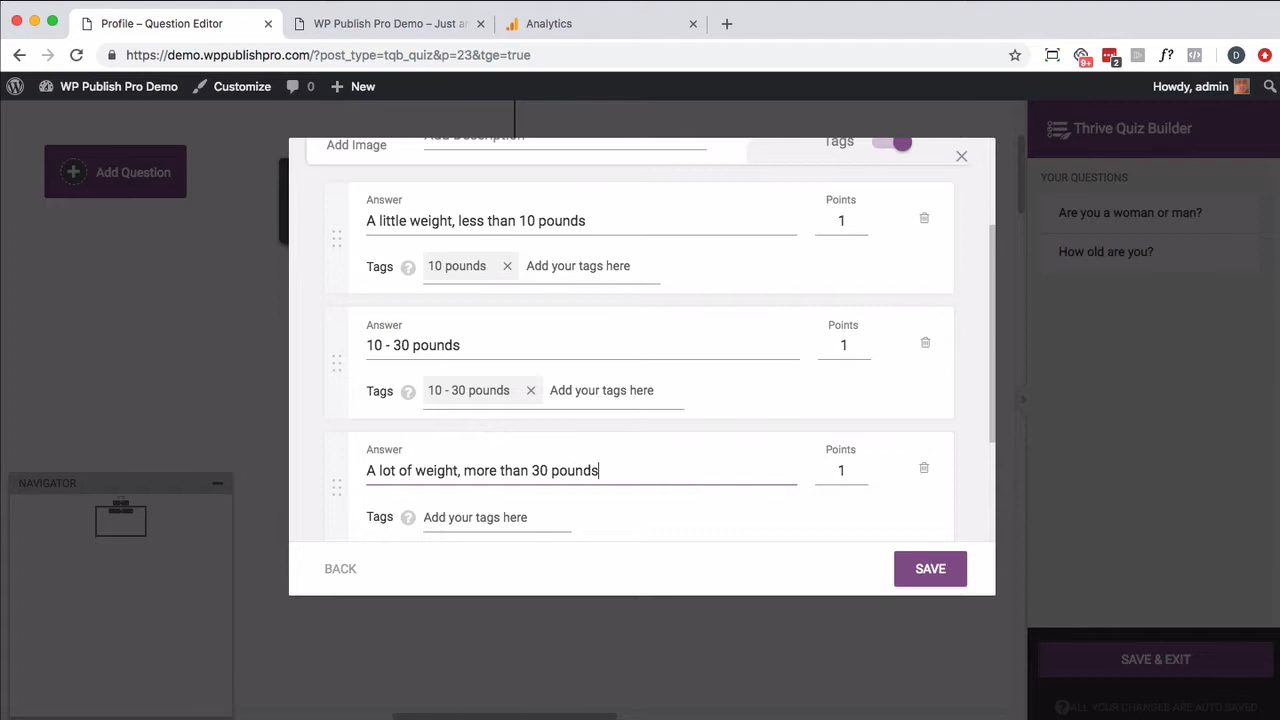 Profile – Question Editor
WP Publish Pro Demo – Just an
Analytics
https://demo.wppublishpro.com/?post_type=tqb_quiz&p=23&tge=true
9+
2
f?
D
WP Publish Pro Demo
Customize
0
New
Howdy, admin
Add Question
Thrive Quiz Builder
YOUR QUESTIONS
Are you a woman or man?
How old are you?
Add Image
Add Description
Tags
Answer
Points
A little weight, less than 10 pounds
1
Tags ? 10 pounds × Add your tags here
Answer
Points
10 - 30 pounds
1
Tags ? 10 - 30 pounds × Add your tags here
Answer
Points
A lot of weight, more than 30 pounds
1
Tags ? Add your tags here
NAVIGATOR
BACK
SAVE
SAVE & EXIT
? ALL YOUR CHANGES ARE AUTO SAVED